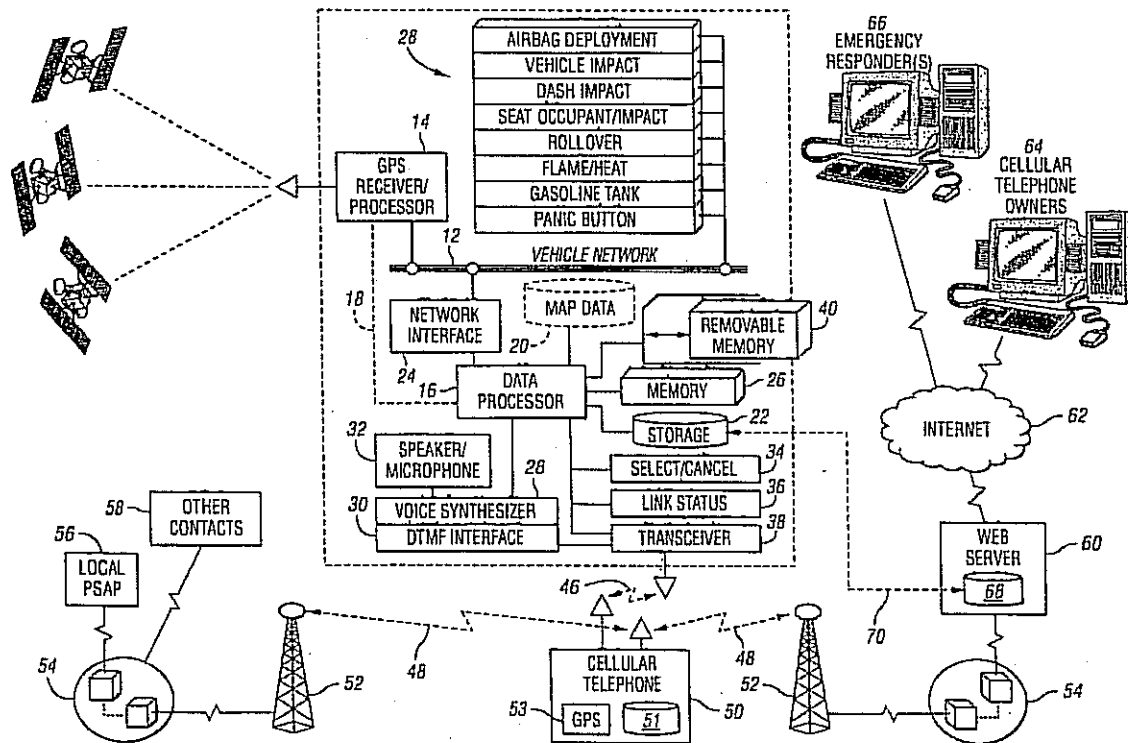 28
AIRBAG DEPLOYMENT
VEHICLE IMPACT
DASH IMPACT
SEAT OCCUPANT/IMPACT
ROLLOVER
FLAME/HEAT
GASOLINE TANK
PANIC BUTTON
66
EMERGENCY
RESPONDER(S)
64
CELLULAR
TELEPHONE
OWNERS
14
GPS
RECEIVER/
PROCESSOR
12
VEHICLE NETWORK
18
NETWORK
INTERFACE
24
MAP DATA
20
REMOVABLE
MEMORY
40
16
DATA
PROCESSOR
MEMORY
26
22
STORAGE
32
SPEAKER/
MICROPHONE
SELECT/CANCEL
34
28
LINK STATUS
36
30
VOICE SYNTHESIZER
DTMF INTERFACE
TRANSCEIVER
38
INTERNET
62
58
OTHER
CONTACTS
56
LOCAL
PSAP
WEB
SERVER
60
68
70
46
48
48
54
52
CELLULAR
TELEPHONE
53
GPS
51
50
52
54